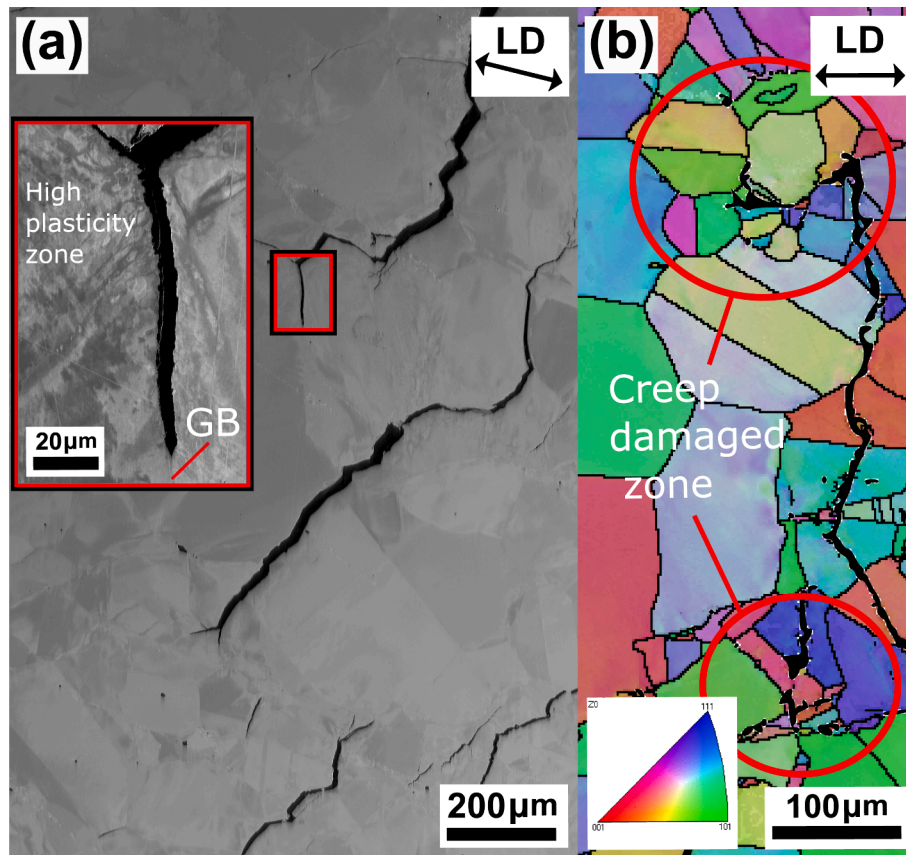 (a)
LD
High
plasticity
zone
GB
20µm
200µm
(b)
LD
Creep
damaged
zone
Z0
111
001
101
100µm